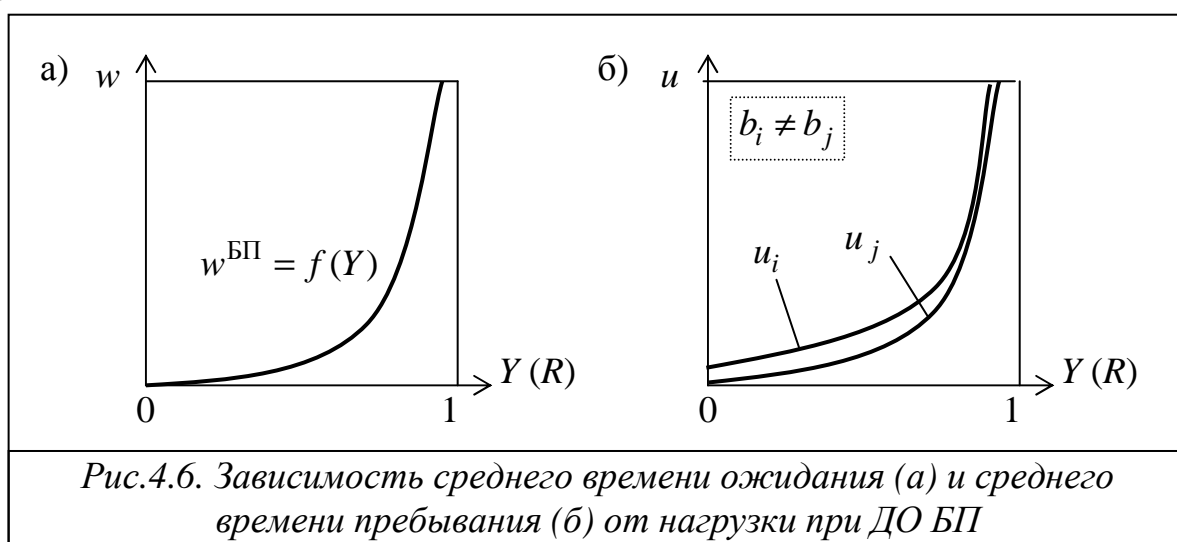 а) w
w^БП = f(Y)
Y (R)
0 1
б) u
b_i ≠ b_j
u_i
u_j
Y (R)
0 1
Рис.4.6. Зависимость среднего времени ожидания (а) и среднего
времени пребывания (б) от нагрузки при ДО БП